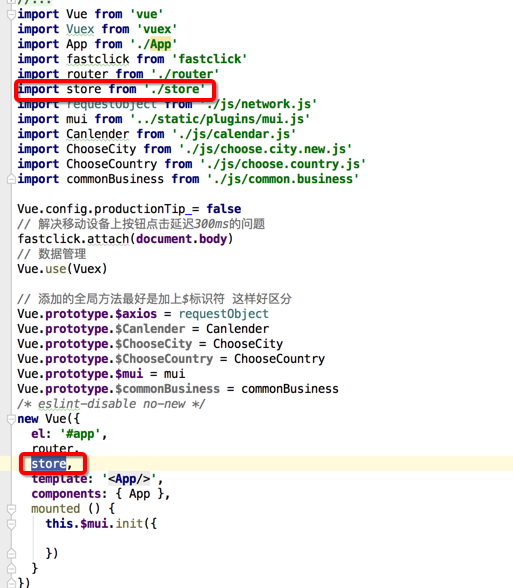 //...
import Vue from 'vue'
import Vuex from 'vuex'
import App from './App'
import fastclick from 'fastclick'
import router from './router'
import store from './store'
import requestObject from './js/network.js'
import mui from '../static/plugins/mui.js'
import Canlender from './js/calendar.js'
import ChooseCity from './js/choose.city.new.js'
import ChooseCountry from './js/choose.country.js'
import commonBusiness from './js/common.business'
Vue.config.productionTip = false
// 解决移动设备上按钮点击延迟300ms的问题
fastclick.attach(document.body)
// 数据管理
Vue.use(Vuex)
// 添加的全局方法最好是加上$标识符 这样好区分
Vue.prototype.$axios = requestObject
Vue.prototype.$Canlender = Canlender
Vue.prototype.$ChooseCity = ChooseCity
Vue.prototype.$ChooseCountry = ChooseCountry
Vue.prototype.$mui = mui
Vue.prototype.$commonBusiness = commonBusiness
/* eslint-disable no-new */
new Vue({
el: '#app',
router,
store,
template: '<App/>',
components: { App },
mounted () {
this.$mui.init({
})
}
})